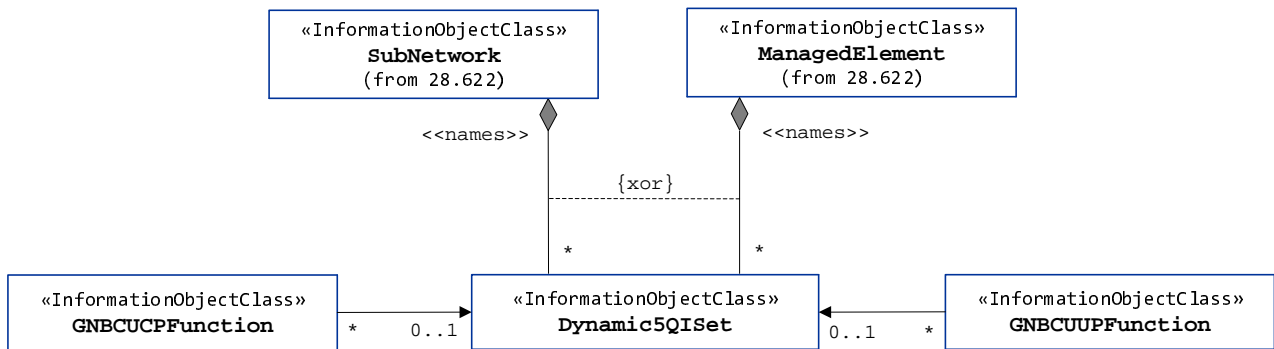 «InformationObjectClass»
SubNetwork
(from 28.622)
«InformationObjectClass»
ManagedElement
(from 28.622)
<<names>>
<<names>>
{xor}
*
*
«InformationObjectClass»
GNBCUCPFunction
*
0..1
«InformationObjectClass»
Dynamic5QISet
0..1
*
«InformationObjectClass»
GNBCUUPFunction